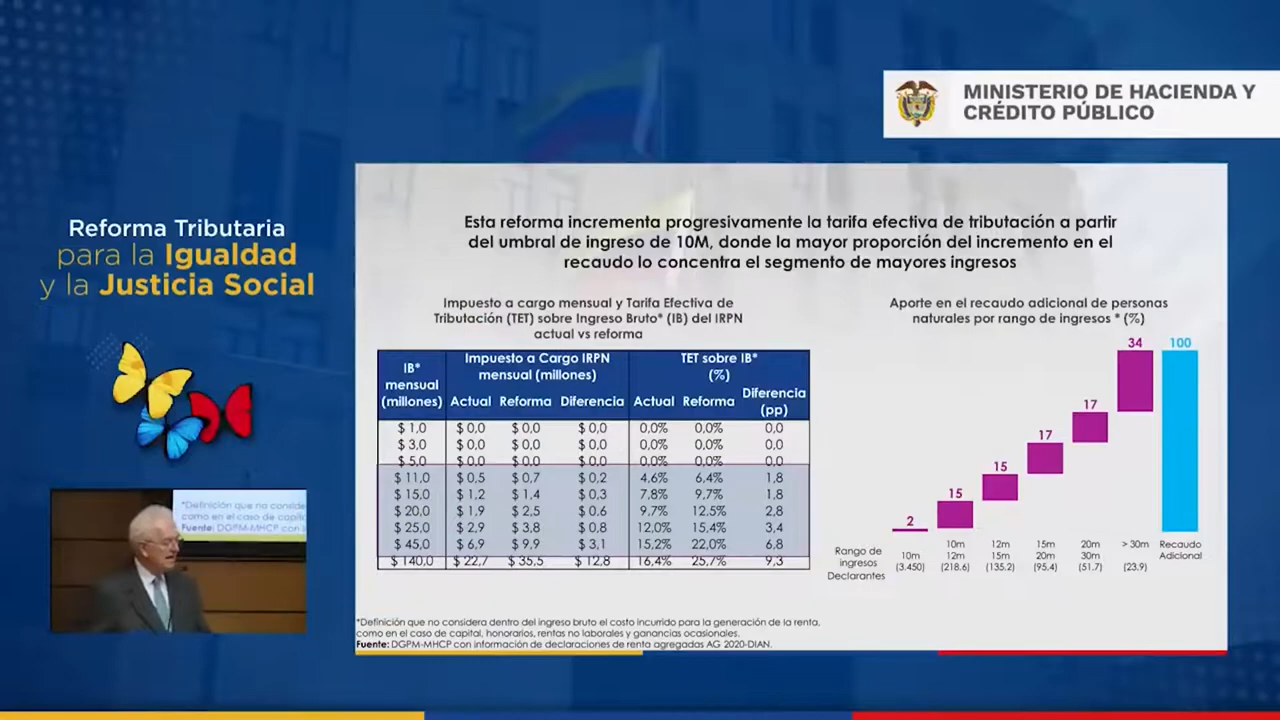 MINISTERIO DE HACIENDA Y
CRÉDITO PÚBLICO
Reforma Tributaria
para la Igualdad
y la Justicia Social
Esta reforma incrementa progresivamente la tarifa efectiva de tributación a partir
del umbral de ingreso de 10M, donde la mayor proporción del incremento en el
recaudo lo concentra el segmento de mayores ingresos
Impuesto a cargo mensual y Tarifa Efectiva de
Tributación (TET) sobre Ingreso Bruto* (IB) del IRPN
actual vs reforma
IB*
mensual
(millones)
Impuesto a Cargo IRPN
mensual (millones)
TET sobre IB*
(%)
Actual Reforma Diferencia Actual Reforma Diferencia
(pp)
$ 1,0 $ 0,0 $ 0,0 $ 0,0 0,0% 0,0% 0,0
$ 3,0 $ 0,0 $ 0,0 $ 0,0 0,0% 0,0% 0,0
$ 5,0 $ 0,0 $ 0,0 $ 0,0 0,0% 0,0% 0,0
$ 11,0 $ 0,5 $ 0,7 $ 0,2 4,6% 6,4% 1,8
$ 15,0 $ 1,2 $ 1,4 $ 0,3 7,8% 9,7% 1,8
$ 20,0 $ 1,9 $ 2,5 $ 0,6 9,7% 12,5% 2,8
$ 25,0 $ 2,9 $ 3,8 $ 0,8 12,0% 15,4% 3,4
$ 45,0 $ 6,9 $ 9,9 $ 3,1 15,2% 22,0% 6,8
$ 140,0 $ 22,7 $ 35,5 $ 12,8 16,4% 25,7% 9,3
Aporte en el recaudo adicional de personas
naturales por rango de ingresos * (%)
2 15 15 17 17 34 100
Rango de
ingresos
Declarantes
10m
(3.450)
10m
12m
(218.6)
12m
15m
(135.2)
15m
20m
(95.4)
20m
30m
(51.7)
> 30m
(23.9)
Recaudo
Adicional
*Definición que no considera dentro del ingreso bruto el costo incurrido para la generación de la renta,
como en el caso de capital, honorarios, rentas no laborales y ganancias ocasionales.
Fuente: DGPM-MHCP con información de declaraciones de renta agregadas AG 2020-DIAN.
*Definición que no conside
como en el caso de capita
Fuente: DGPM-MHCP con